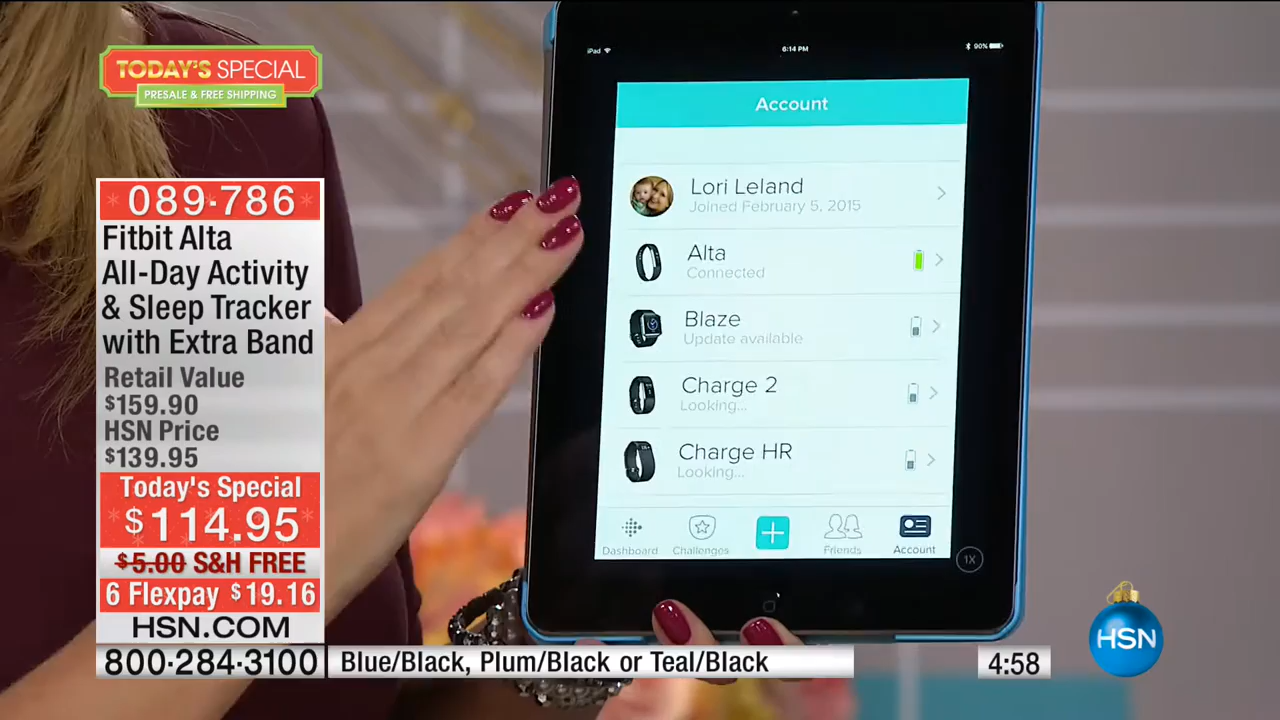 TODAY'S SPECIAL
PRESALE & FREE SHIPPING
089·786
Fitbit Alta
All-Day Activity
& Sleep Tracker
with Extra Band
Retail Value
$159.90
HSN Price
$139.95
Today's Special
$114.95
$5.00 S&H FREE
6 Flexpay $19.16
HSN.COM
800·284·3100
Blue/Black, Plum/Black or Teal/Black
4:58
HSN
iPad
6:14 PM
90%
Account
Lori Leland
Joined February 5, 2015
Alta
Connected
Blaze
Update available
Charge 2
Looking...
Charge HR
Looking...
Dashboard
Challenges
Friends
Account
1X